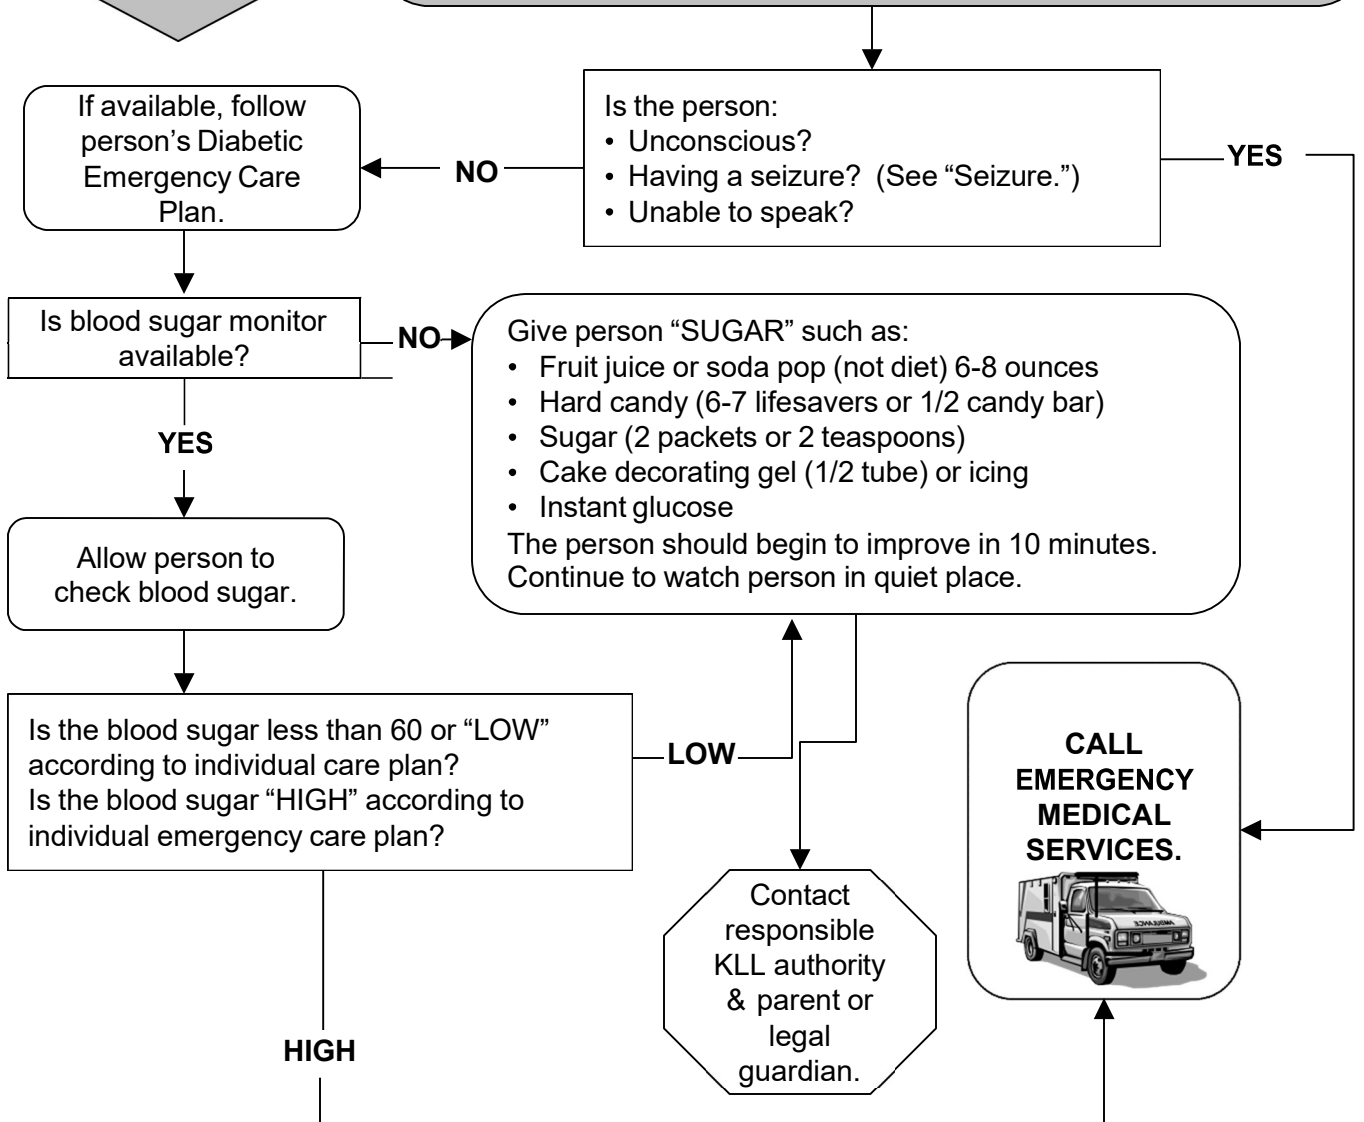 Is the person:
• Unconscious?
• Having a seizure? (See “Seizure.”)
• Unable to speak?
YES
NO
If available, follow
person’s Diabetic
Emergency Care
Plan.
Is blood sugar monitor
available?
NO
Give person “SUGAR” such as:
• Fruit juice or soda pop (not diet) 6-8 ounces
• Hard candy (6-7 lifesavers or 1/2 candy bar)
• Sugar (2 packets or 2 teaspoons)
• Cake decorating gel (1/2 tube) or icing
• Instant glucose
The person should begin to improve in 10 minutes.
Continue to watch person in quiet place.
YES
Allow person to
check blood sugar.
Is the blood sugar less than 60 or “LOW”
according to individual care plan?
Is the blood sugar “HIGH” according to
individual emergency care plan?
LOW
HIGH
Contact
responsible
KLL authority
& parent or
legal
guardian.
CALL
EMERGENCY
MEDICAL
SERVICES.
AMBULANCE